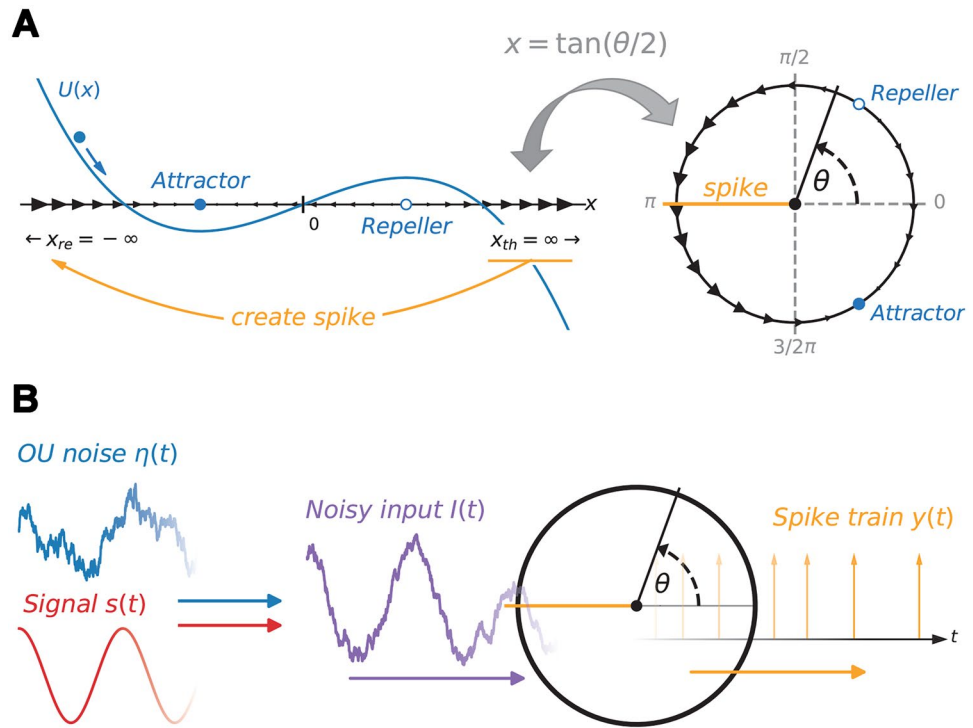 A
x = tan(θ/2)
U(x)
Attractor
0
Repeller
x
← x_re = − ∞
x_th = ∞ →
create spike
π/2
Repeller
θ
spike
π
0
Attractor
3/2π
B
OU noise η(t)
Signal s(t)
Noisy input I(t)
θ
Spike train y(t)
t